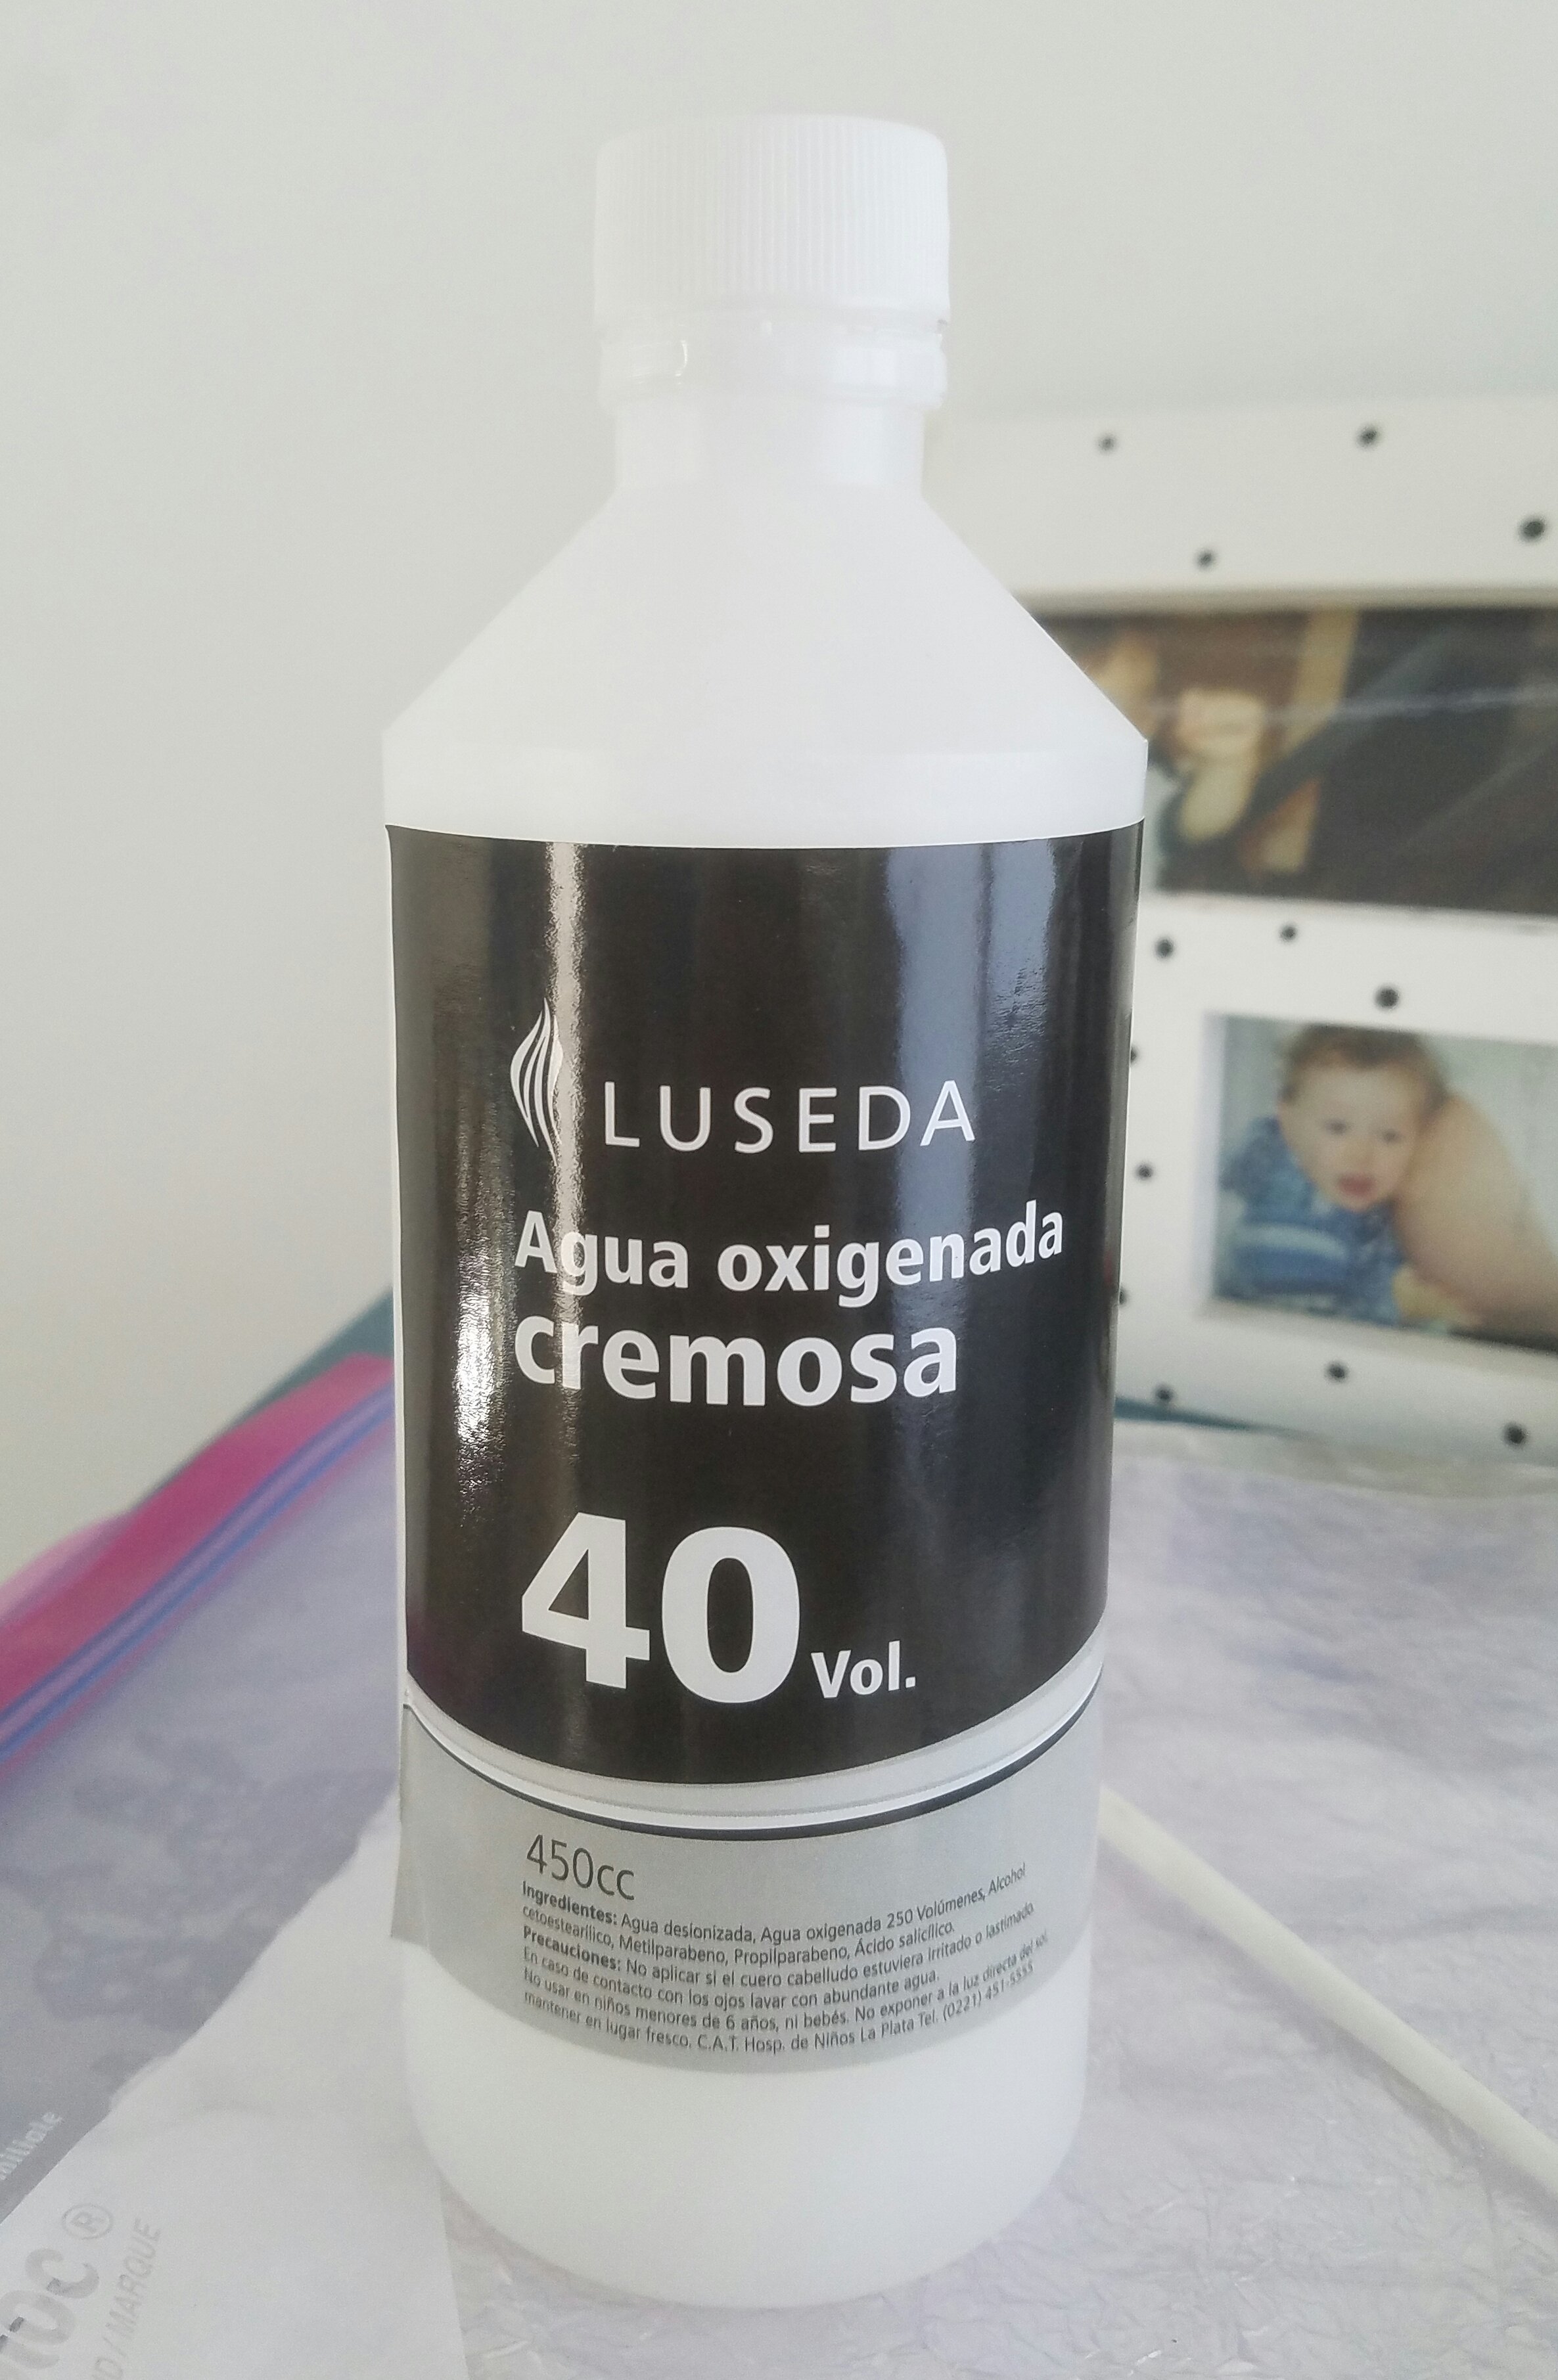 LUSEDA
Agua oxigenada
cremosa
40 Vol.
450cc
Ingredientes: Agua desionizada, Agua oxigenada 250 Volúmenes, Alcohol
cetoestearílico, Metilparabeno, Propilparabeno, Ácido salicílico.
Precauciones: No aplicar si el cuero cabelludo estuviera irritado o lastimado
En caso de contacto con los ojos lavar con abundante agua.
No usar en niños menores de 6 años, ni bebés. No exponer a la luz directa del sol,
mantener en lugar fresco. C.A.T. Hosp. de Niños La Plata Tel. (0221) 451-5555
®
/ MARQUE